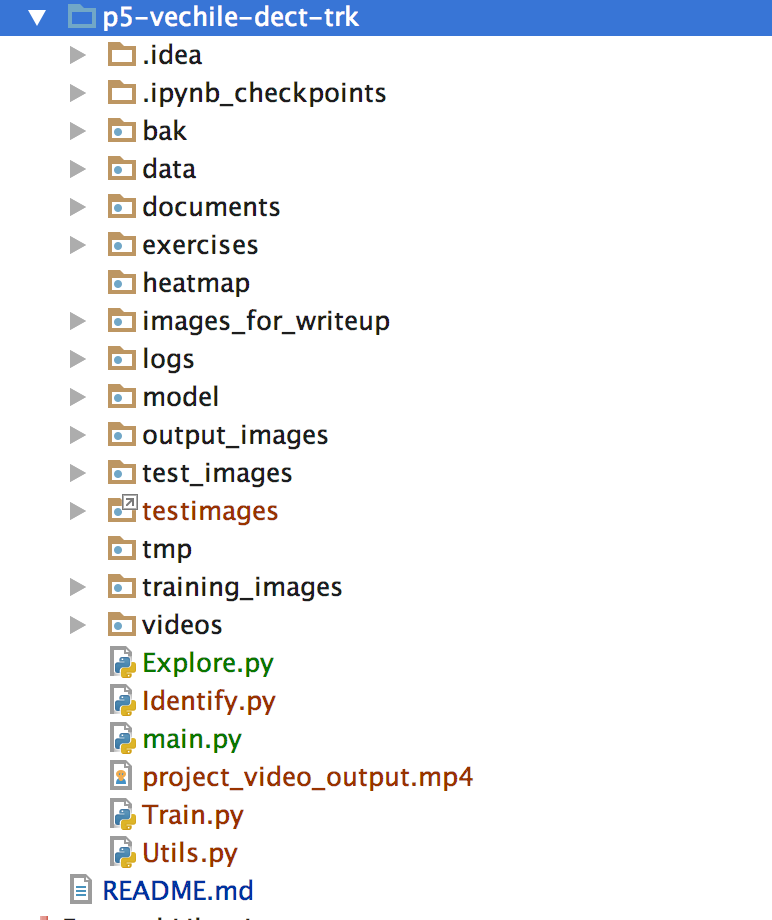 p5-vechile-dect-trk
.idea
.ipynb_checkpoints
bak
data
documents
exercises
heatmap
images_for_writeup
logs
model
output_images
test_images
testimages
tmp
training_images
videos
Explore.py
Identify.py
main.py
project_video_output.mp4
Train.py
Utils.py
README.md